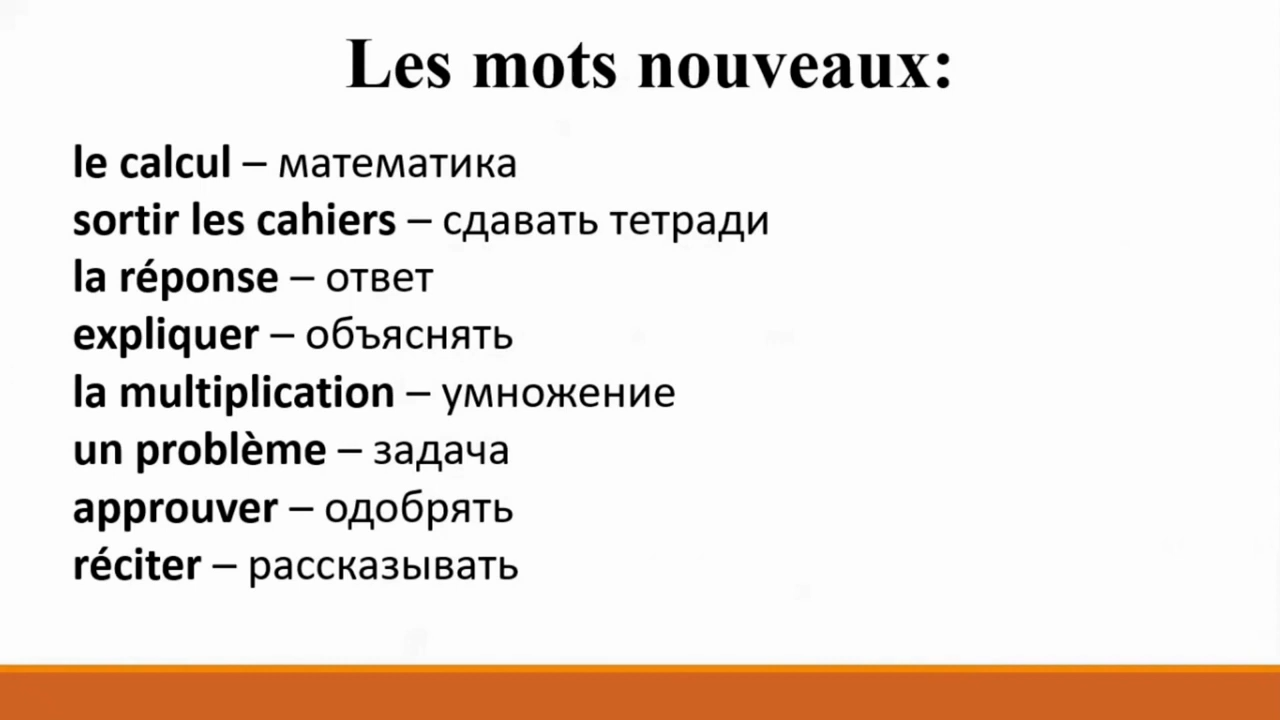 Les mots nouveaux:
le calcul – математика
sortir les cahiers – сдавать тетради
la réponse – ответ
expliquer – объяснять
la multiplication – умножение
un problème – задача
approuver – одобрять
réciter – рассказывать